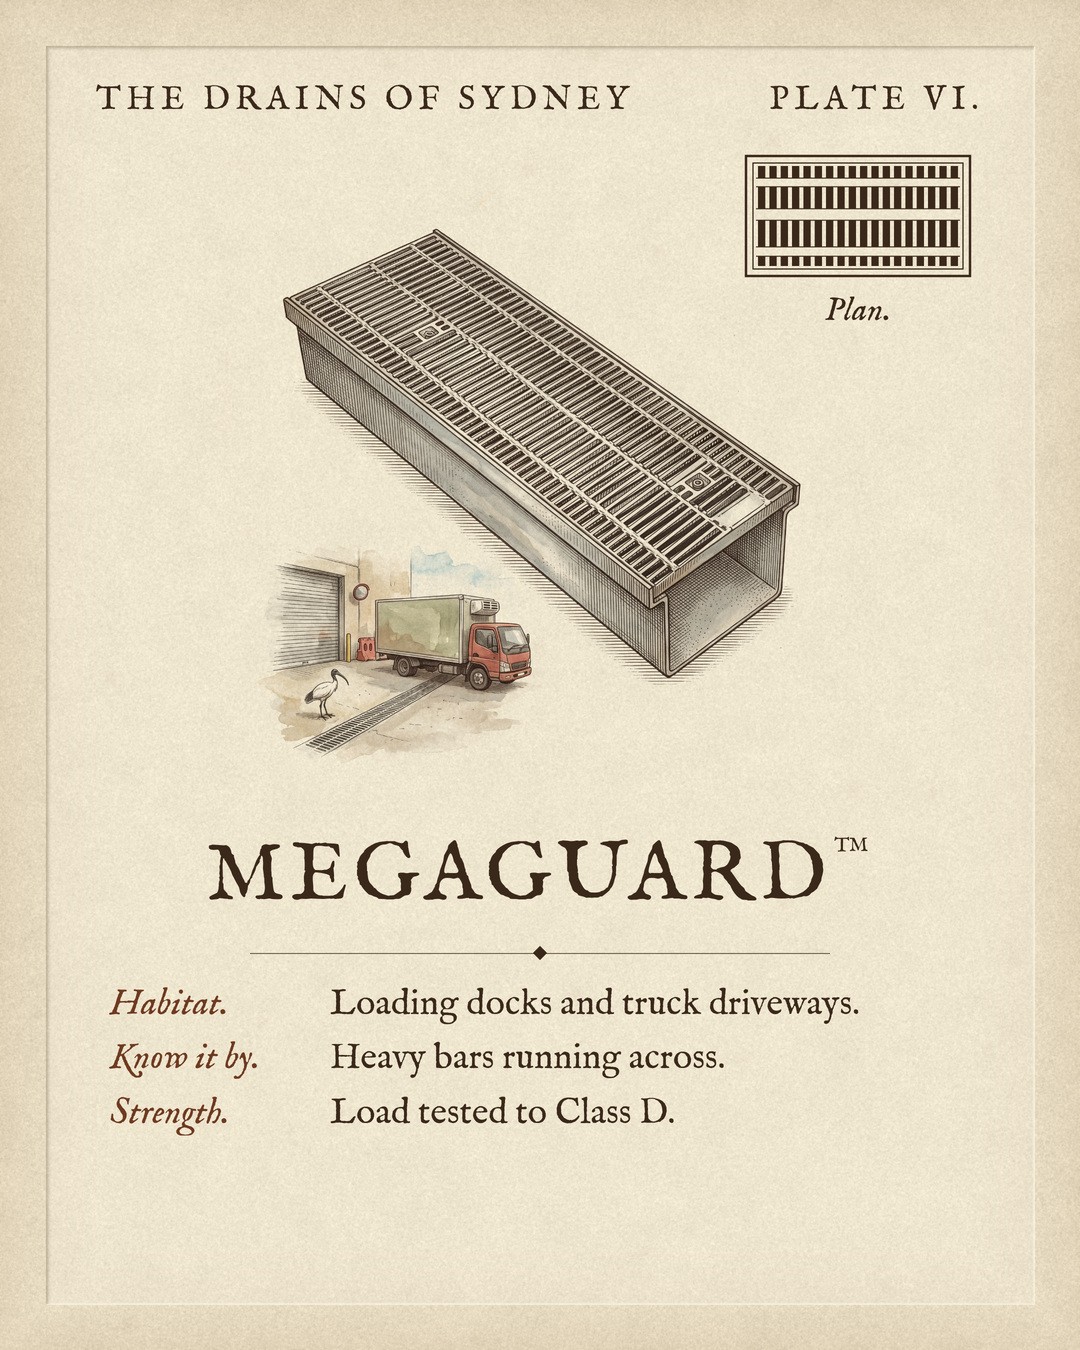 THE DRAINS OF SYDNEY
PLATE VI.
Plan.
MEGAGUARD™
Habitat. Loading docks and truck driveways.
Know it by. Heavy bars running across.
Strength. Load tested to Class D.